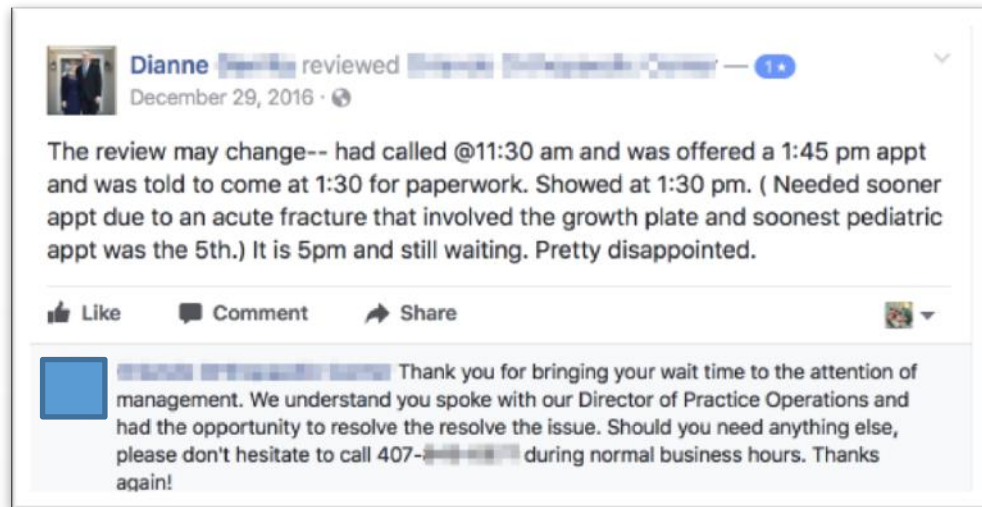 Dianne reviewed — 1★
December 29, 2016
The review may change-- had called @11:30 am and was offered a 1:45 pm appt
and was told to come at 1:30 for paperwork. Showed at 1:30 pm. ( Needed sooner
appt due to an acute fracture that involved the growth plate and soonest pediatric
appt was the 5th.) It is 5pm and still waiting. Pretty disappointed.
Like Comment Share
Thank you for bringing your wait time to the attention of
management. We understand you spoke with our Director of Practice Operations and
had the opportunity to resolve the resolve the issue. Should you need anything else,
please don't hesitate to call 407- during normal business hours. Thanks
again!